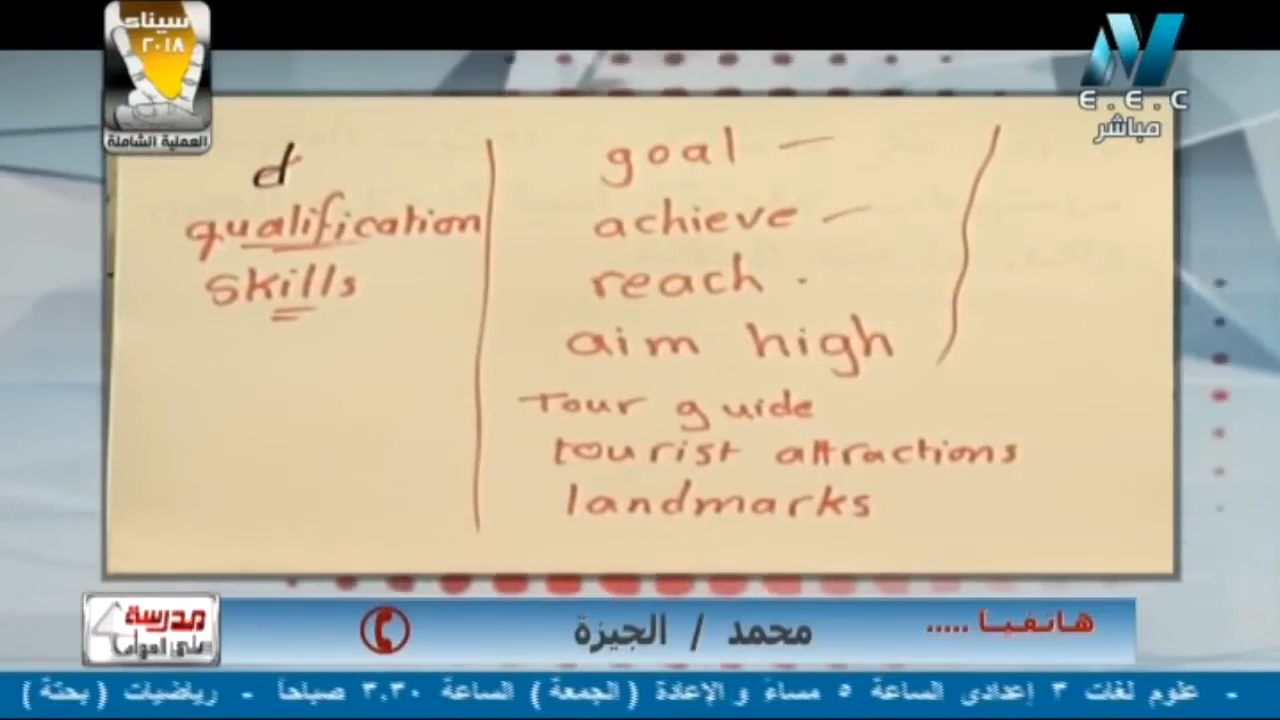 سيناء
٢٠١٨
العملية الشاملة
E.E.C
مباشر
d
qualification
skills
goal -
achieve -
reach .
aim high
Tour guide
tourist attractions
landmarks
هاتفيا .....
محمد / الجيزة
مدرسة
على الهواء
- علوم لغات ٣ إعدادى الساعة ٥ مساءً و الإعادة (الجمعة) الساعة ٣.٣٠ صباحاً - رياضيات (بحتة)